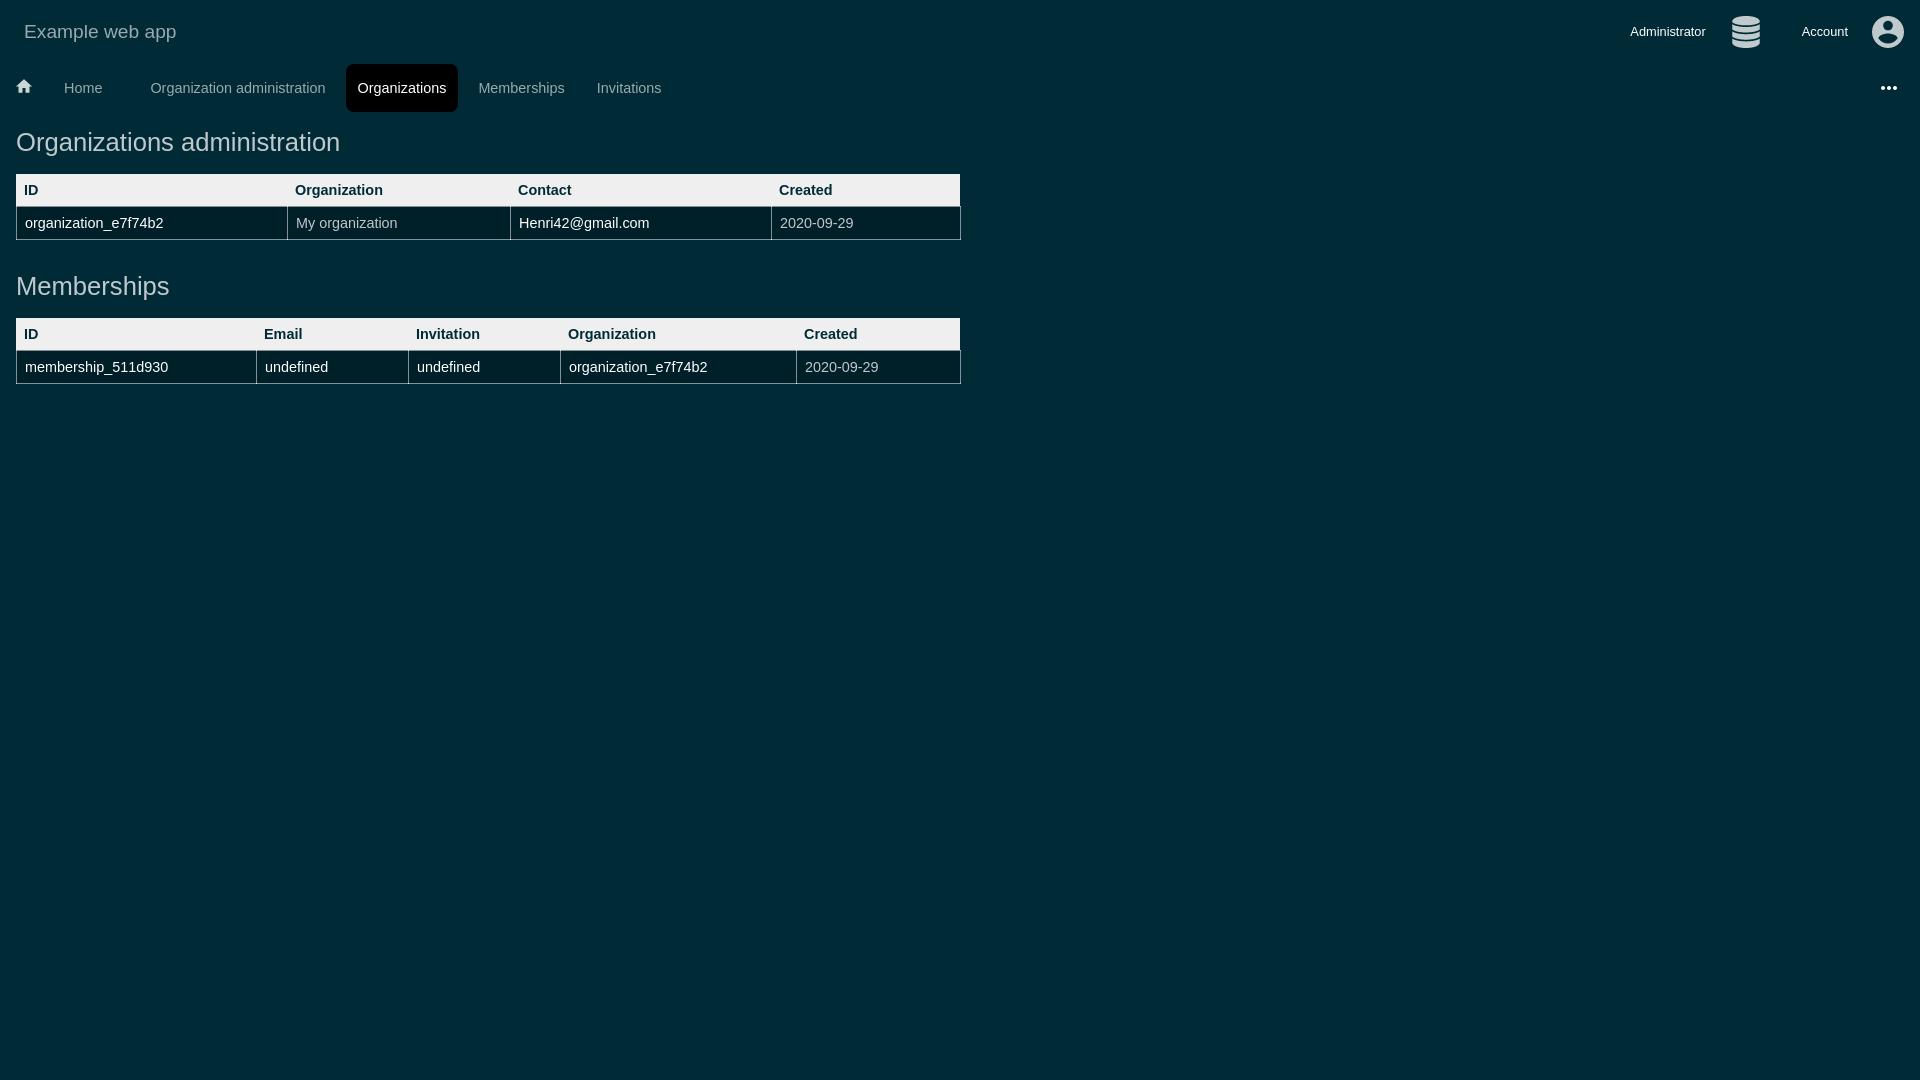 Example web app Administrator Account
Home Organization administration Organizations Memberships Invitations
Organizations administration
ID Organization Contact Created
organization_e7f74b2 My organization Henri42@gmail.com 2020-09-29
Memberships
ID Email Invitation Organization Created
membership_511d930 undefined undefined organization_e7f74b2 2020-09-29